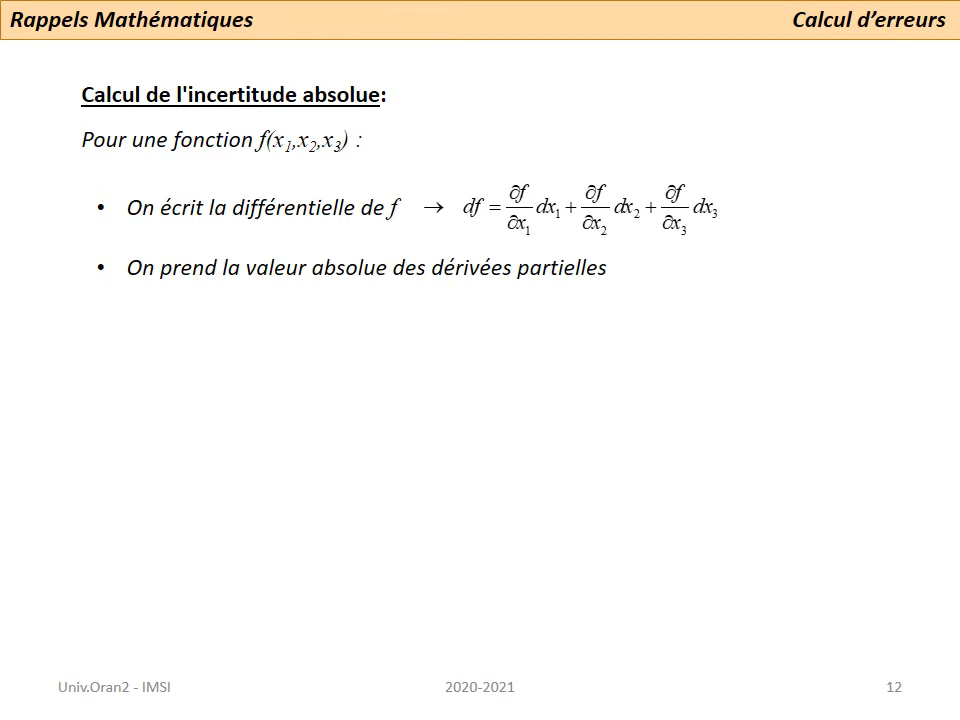 Rappels Mathématiques Calcul d’erreurs
Calcul de l'incertitude absolue:
Pour une fonction f(x₁,x₂,x₃) :
• On écrit la différentielle de f → df = ∂f/∂x₁ dx₁ + ∂f/∂x₂ dx₂ + ∂f/∂x₃ dx₃
• On prend la valeur absolue des dérivées partielles
Univ.Oran2 - IMSI 2020-2021 12